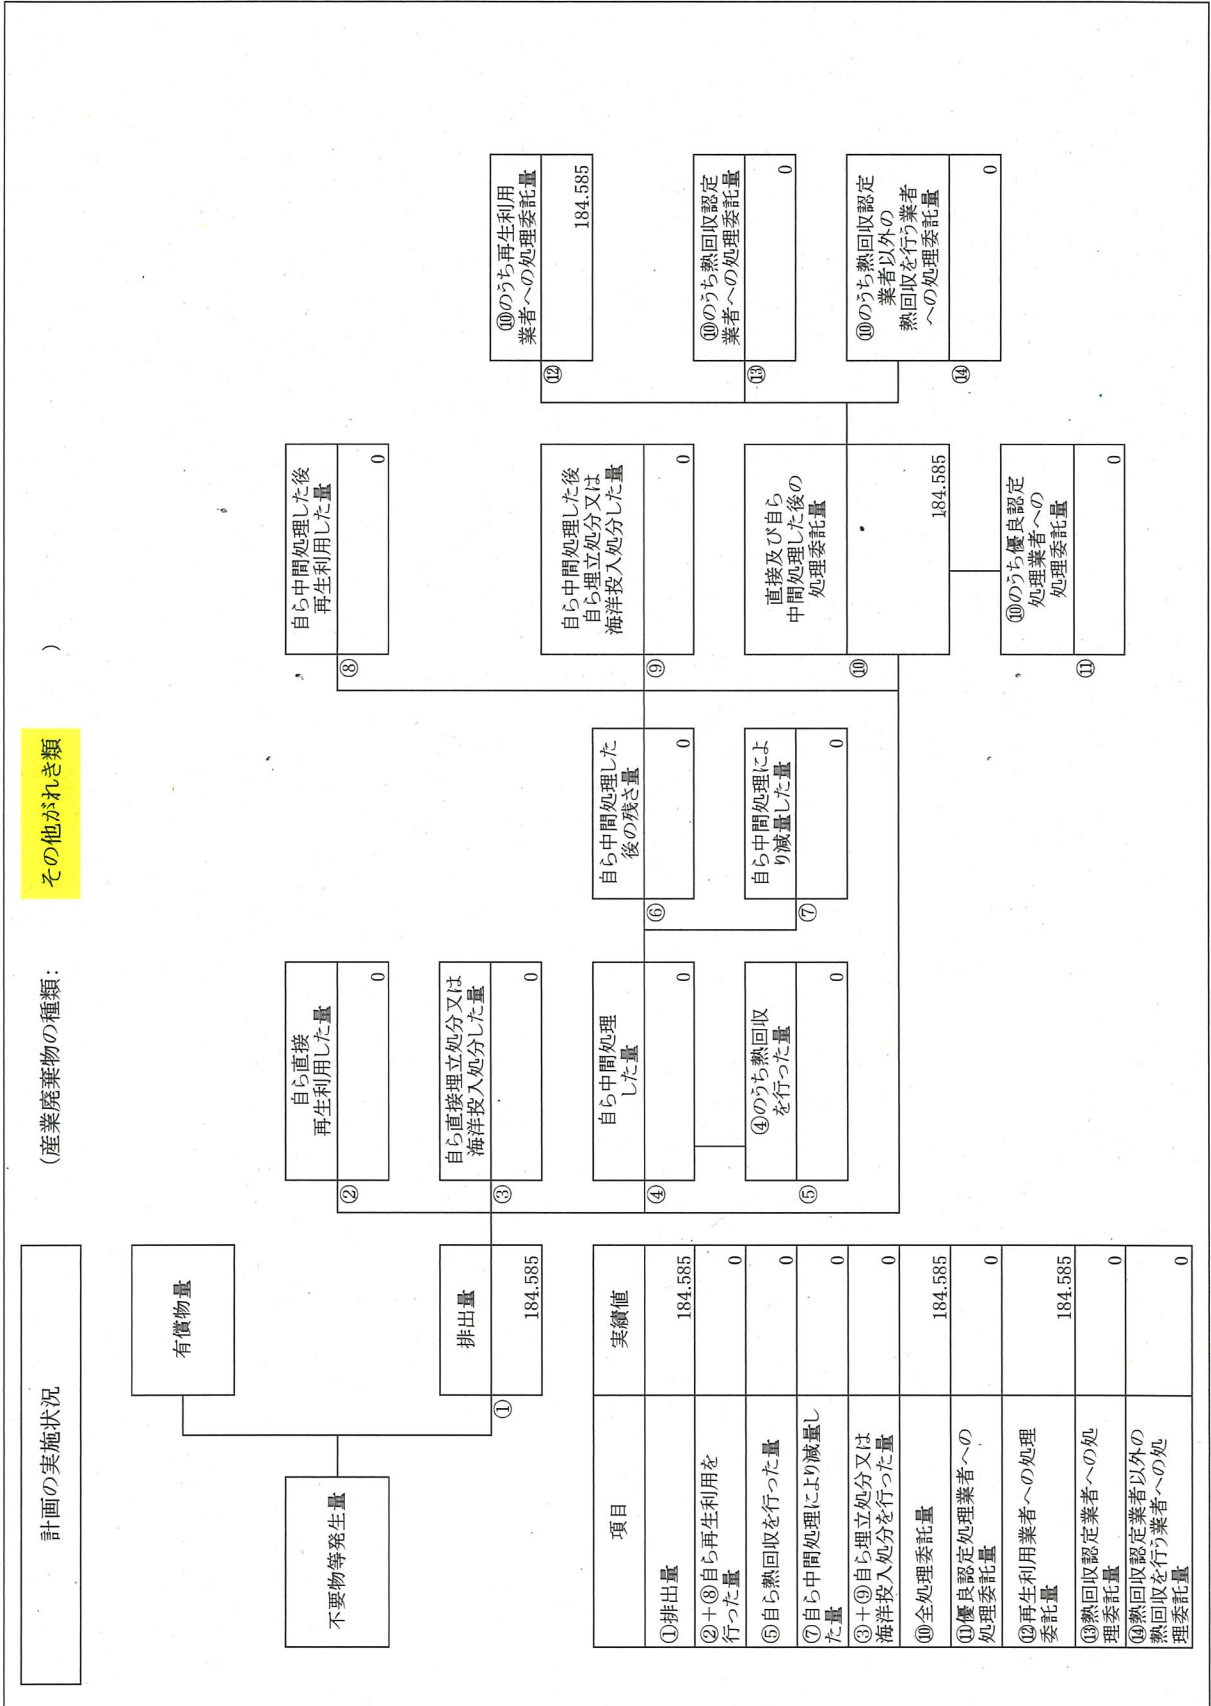 計画の実施状況
（産業廃棄物の種類：
その他がれき類
）
不要物等発生量
有償物量
①
排出量
184.585
②
自ら直接
再生利用した量
0
③
自ら直接埋立処分又は
海洋投入処分した量
0
④
自ら中間処理
した量
0
⑤
④のうち熱回収
を行った量
0
⑥
自ら中間処理した
後の残さ量
0
⑦
自ら中間処理によ
り減量した量
0
⑧
自ら中間処理した後
再生利用した量
0
⑨
自ら中間処理した後
自ら埋立処分又は
海洋投入処分した量
0
⑩
直接及び自ら
中間処理した後の
処理委託量
184.585
⑪
⑩のうち優良認定
処理業者への
処理委託量
0
⑫
⑩のうち再生利用
業者への処理委託量
184.585
⑬
⑩のうち熱回収認定
業者への処理委託量
0
⑭
⑩のうち熱回収認定
業者以外の
熱回収を行う業者
への処理委託量
0
項目
実績値
①排出量
184.585
②＋⑧自ら再生利用を
行った量
0
⑤自ら熱回収を行った量
0
⑦自ら中間処理により減量し
た量
0
③＋⑨自ら埋立処分又は
海洋投入処分を行った量
0
⑩全処理委託量
184.585
⑪優良認定処理業者への
処理委託量
0
⑫再生利用業者への処理
委託量
184.585
⑬熱回収認定業者への処
理委託量
0
⑭熱回収認定業者以外の
熱回収を行う業者への処
理委託量
0